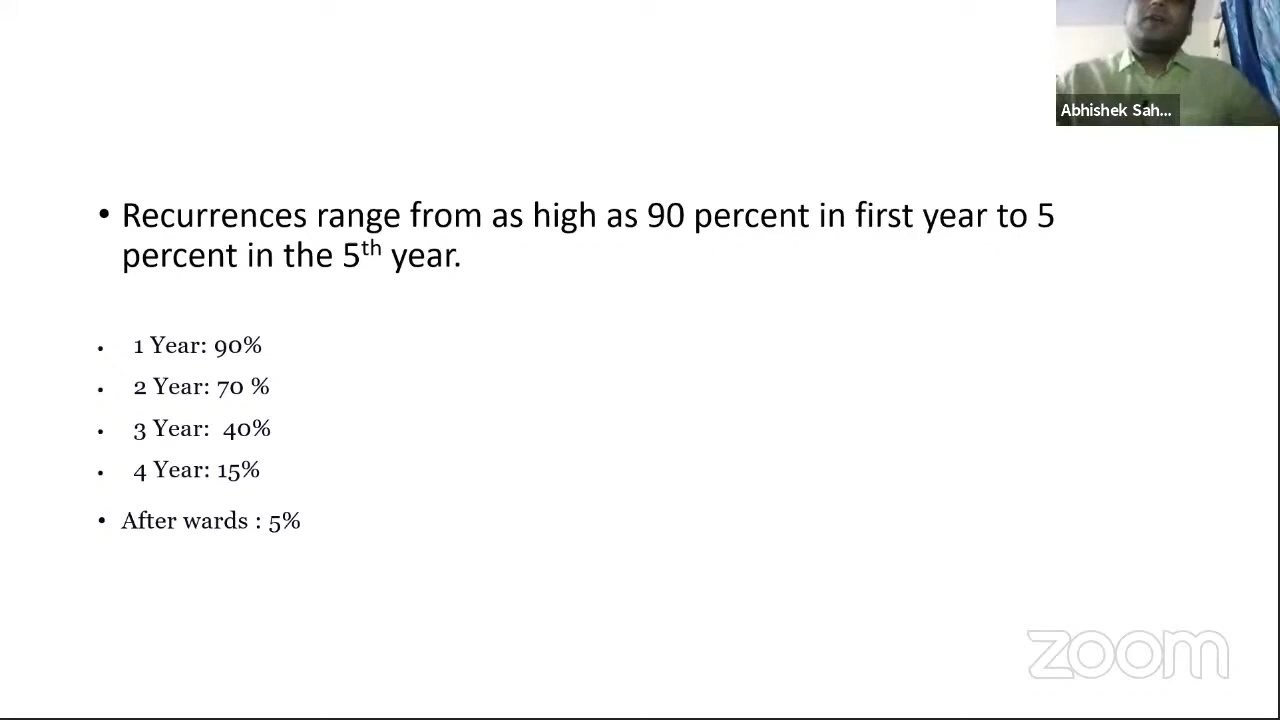 Abhishek Sah...
• Recurrences range from as high as 90 percent in first year to 5
percent in the 5th year.
• 1 Year: 90%
• 2 Year: 70 %
• 3 Year: 40%
• 4 Year: 15%
• After wards : 5%
zoom